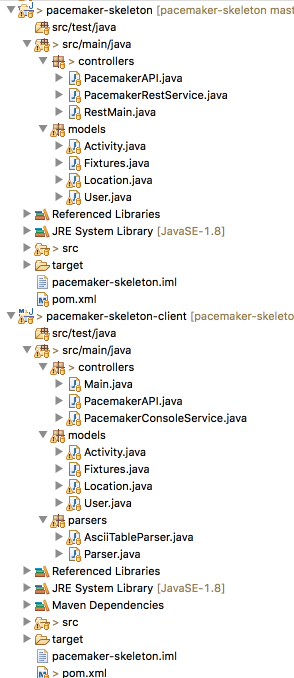 > pacemaker-skeleton [pacemaker-skeleton mast
src/test/java
> src/main/java
> controllers
PacemakerAPI.java
PacemakerRestService.java
RestMain.java
models
Activity.java
Fixtures.java
Location.java
User.java
Referenced Libraries
JRE System Library [JavaSE-1.8]
> src
target
pacemaker-skeleton.iml
pom.xml
> pacemaker-skeleton-client [pacemaker-skeleto
src/test/java
> src/main/java
> controllers
Main.java
PacemakerAPI.java
PacemakerConsoleService.java
models
Activity.java
Fixtures.java
Location.java
User.java
parsers
AsciiTableParser.java
Parser.java
Referenced Libraries
JRE System Library [JavaSE-1.8]
Maven Dependencies
> src
target
pacemaker-skeleton.iml
> pom.xml